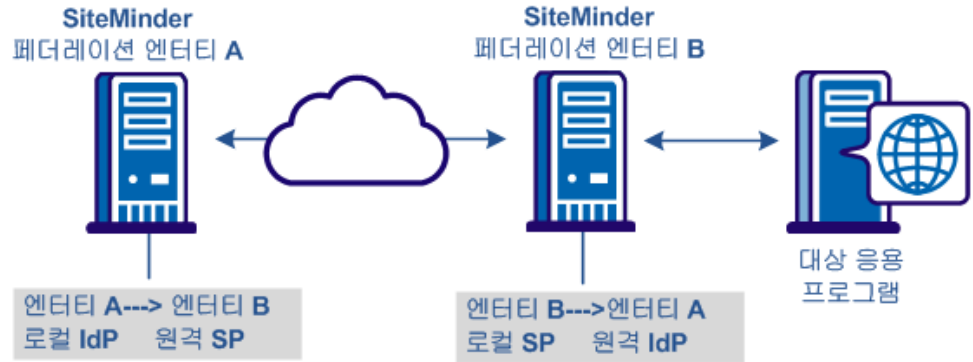 SiteMinder
페더레이션 엔터티 A
SiteMinder
페더레이션 엔터티 B
대상 응용
프로그램
엔터티 A---> 엔터티 B
로컬 IdP 원격 SP
엔터티 B--->엔터티 A
로컬 SP 원격 IdP